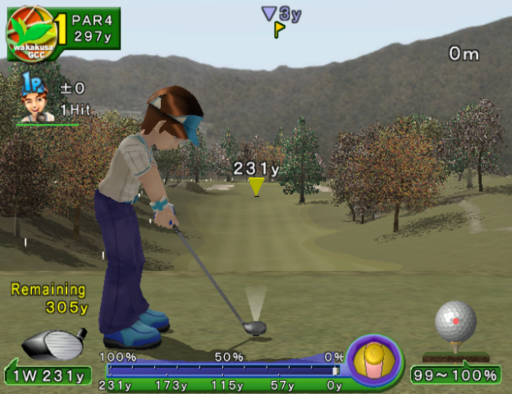 1 PAR4
297y
wakakusa
GCC
3y
0m
1P
±0
1Hit
231y
Remaining
305y
100% 50% 0%
231y 173y 115y 57y 0y
1W 231y
99~100%